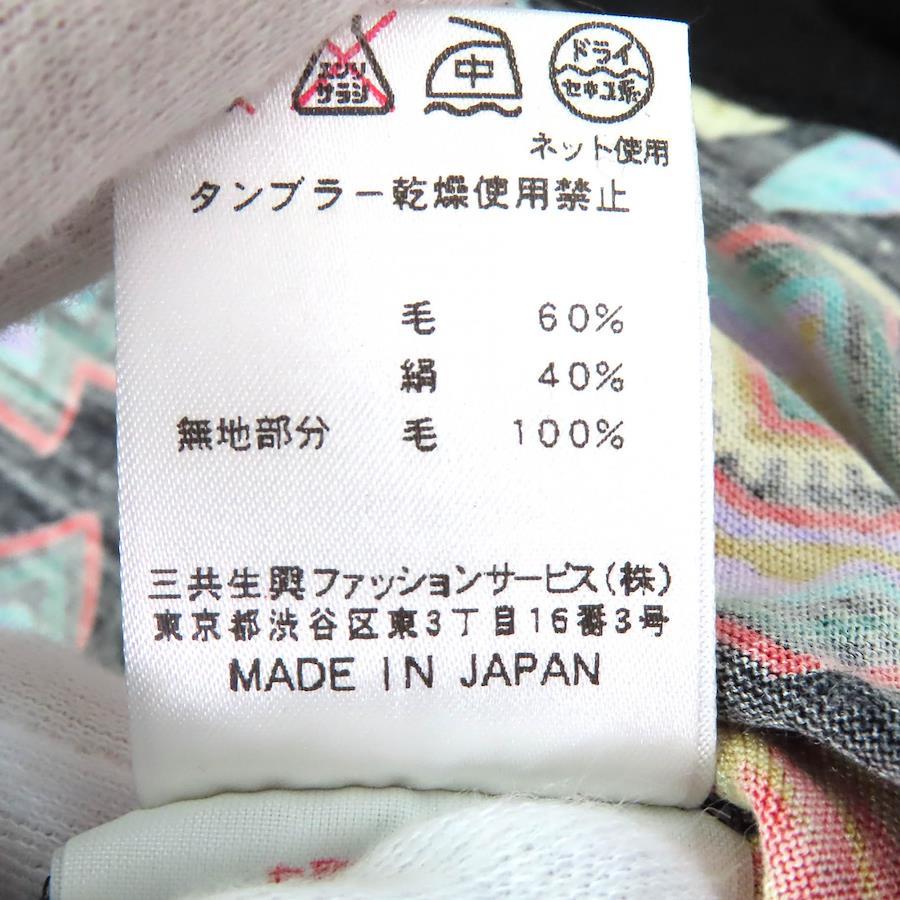 エンソ
サラシ
中
ドライ
セキユ系
ネット使用
タンブラー乾燥使用禁止
毛 60%
絹 40%
無地部分 毛 100%
三共生興ファッションサービス(株)
東京都渋谷区東3丁目16番3号
MADE IN JAPAN